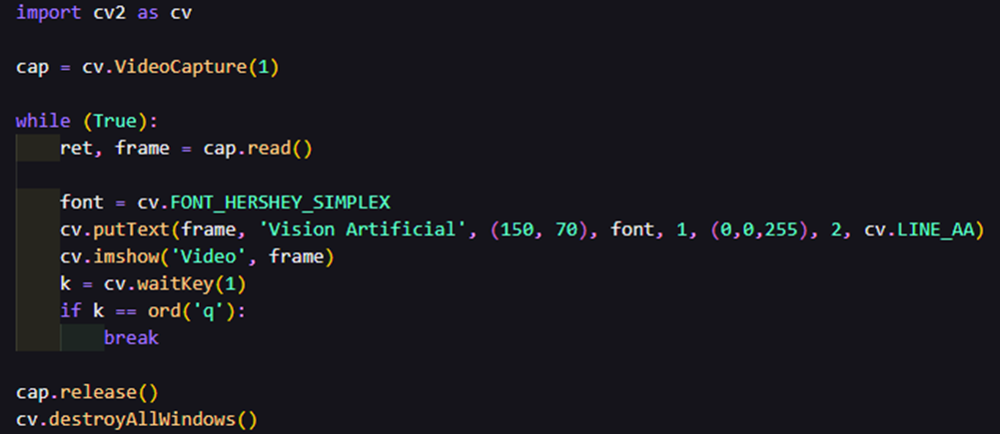 import cv2 as cv
cap = cv.VideoCapture(1)
while (True):
    ret, frame = cap.read()
    font = cv.FONT_HERSHEY_SIMPLEX
    cv.putText(frame, 'Vision Artificial', (150, 70), font, 1, (0,0,255), 2, cv.LINE_AA)
    cv.imshow('Video', frame)
    k = cv.waitKey(1)
    if k == ord('q'):
        break
cap.release()
cv.destroyAllWindows()